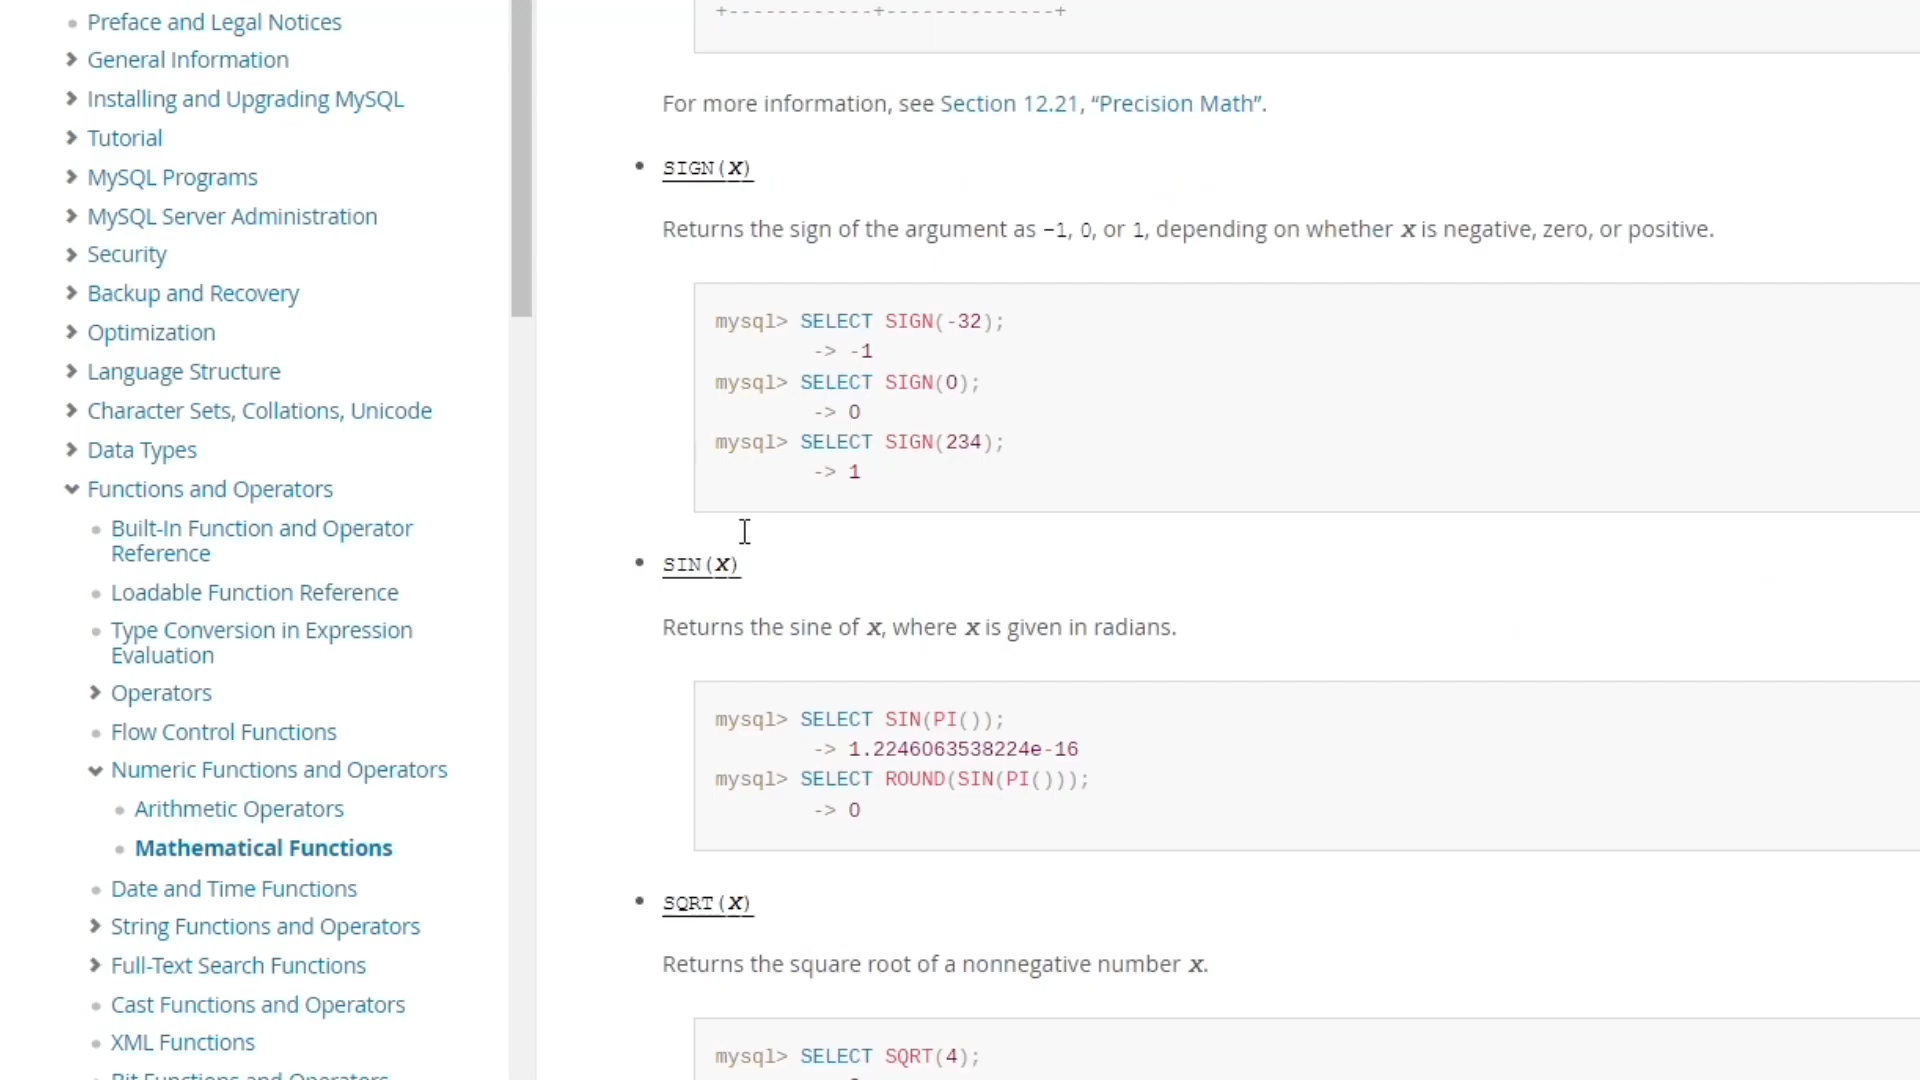 Preface and Legal Notices
General Information
Installing and Upgrading MySQL
Tutorial
MySQL Programs
MySQL Server Administration
Security
Backup and Recovery
Optimization
Language Structure
Character Sets, Collations, Unicode
Data Types
Functions and Operators
Built-In Function and Operator
Reference
Loadable Function Reference
Type Conversion in Expression
Evaluation
Operators
Flow Control Functions
Numeric Functions and Operators
Arithmetic Operators
Mathematical Functions
Date and Time Functions
String Functions and Operators
Full-Text Search Functions
Cast Functions and Operators
XML Functions
Bit Functions and Operators
+------------+--------------+
For more information, see Section 12.21, “Precision Math”.
SIGN(X)
Returns the sign of the argument as -1, 0, or 1, depending on whether X is negative, zero, or positive.
mysql> SELECT SIGN(-32);
-> -1
mysql> SELECT SIGN(0);
-> 0
mysql> SELECT SIGN(234);
-> 1
SIN(X)
Returns the sine of X, where X is given in radians.
mysql> SELECT SIN(PI());
-> 1.2246063538224e-16
mysql> SELECT ROUND(SIN(PI()));
-> 0
SQRT(X)
Returns the square root of a nonnegative number X.
mysql> SELECT SQRT(4);